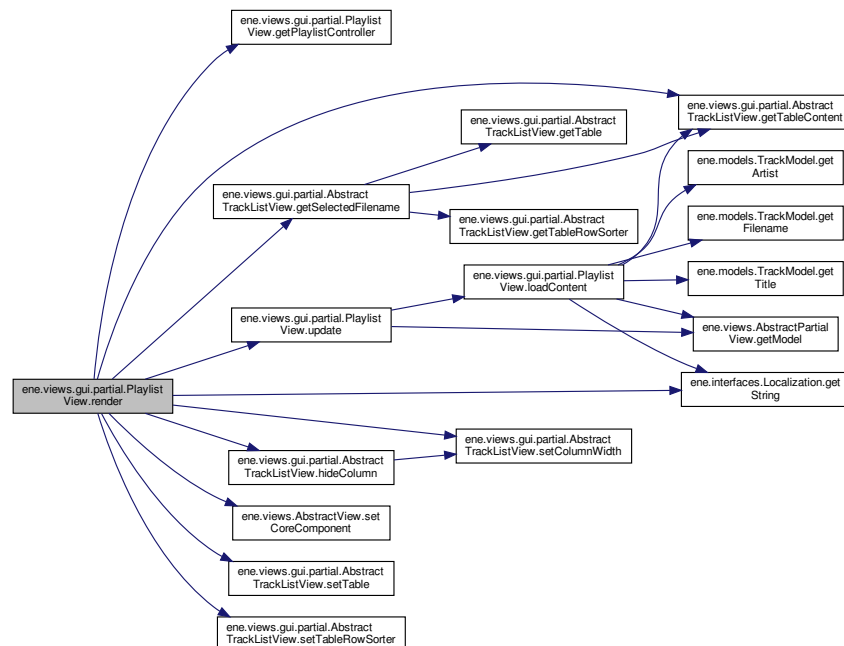 ene.views.gui.partial.Playlist
View.getPlaylistController
ene.views.gui.partial.Abstract
TrackListView.getTableContent
ene.views.gui.partial.Abstract
TrackListView.getTable
ene.models.TrackModel.get
Artist
ene.views.gui.partial.Abstract
TrackListView.getSelectedFilename
ene.models.TrackModel.get
Filename
ene.views.gui.partial.Abstract
TrackListView.getTableRowSorter
ene.views.gui.partial.Playlist
View.loadContent
ene.models.TrackModel.get
Title
ene.views.gui.partial.Playlist
View.update
ene.views.AbstractPartial
View.getModel
ene.views.gui.partial.Playlist
View.render
ene.interfaces.Localization.get
String
ene.views.gui.partial.Abstract
TrackListView.setColumnWidth
ene.views.gui.partial.Abstract
TrackListView.hideColumn
ene.views.AbstractView.set
CoreComponent
ene.views.gui.partial.Abstract
TrackListView.setTable
ene.views.gui.partial.Abstract
TrackListView.setTableRowSorter